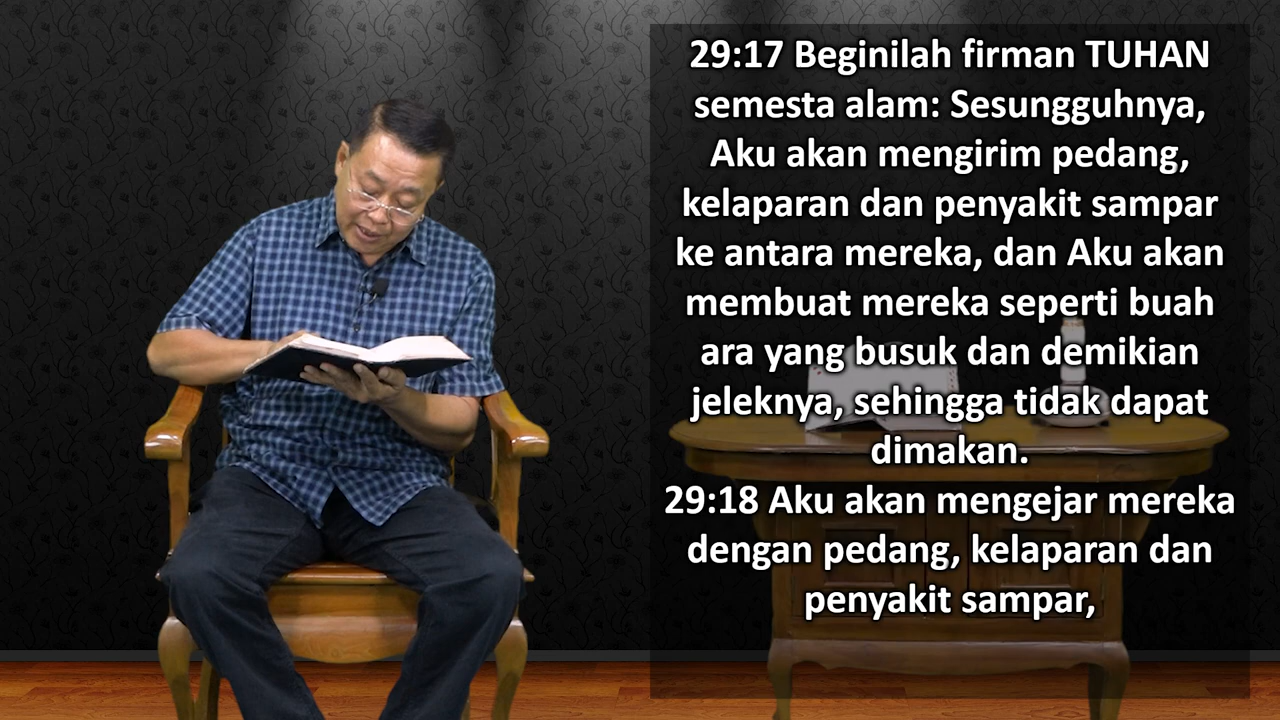 29:17 Beginilah firman TUHAN
semesta alam: Sesungguhnya,
Aku akan mengirim pedang,
kelaparan dan penyakit sampar
ke antara mereka, dan Aku akan
membuat mereka seperti buah
ara yang busuk dan demikian
jeleknya, sehingga tidak dapat
dimakan.
29:18 Aku akan mengejar mereka
dengan pedang, kelaparan dan
penyakit sampar,